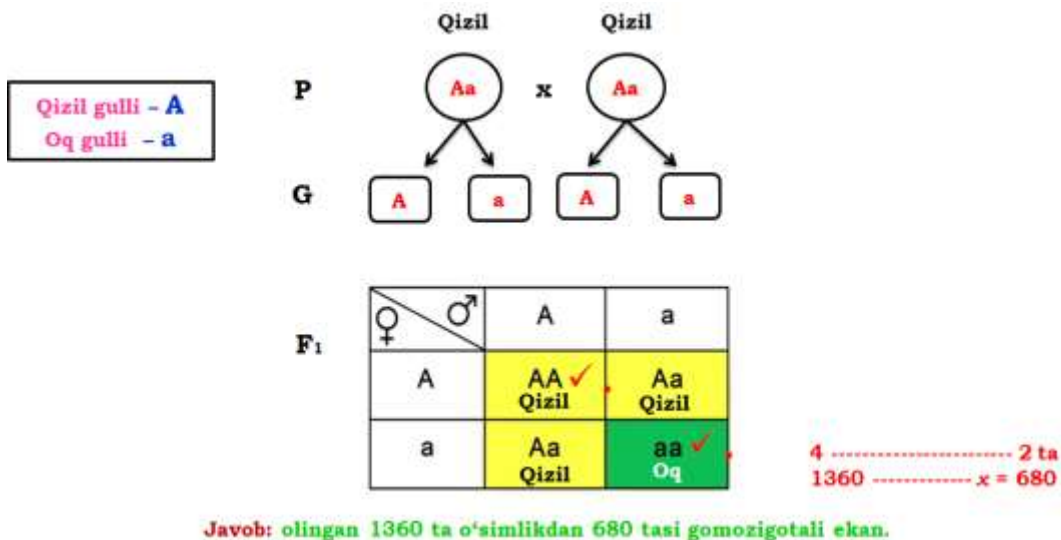 Qizil Qizil
Qizil gulli – A
Oq gulli – a
P Aa x Aa
G A a A a
F1
♀ ♂ A a
A AA ✓ Aa
Qizil Qizil
a Aa aa ✓
Qizil Oq
4 ---------------------- 2 ta
1360 ----------- x = 680
Javob: olingan 1360 ta o‘simlikdan 680 tasi gomozigotali ekan.